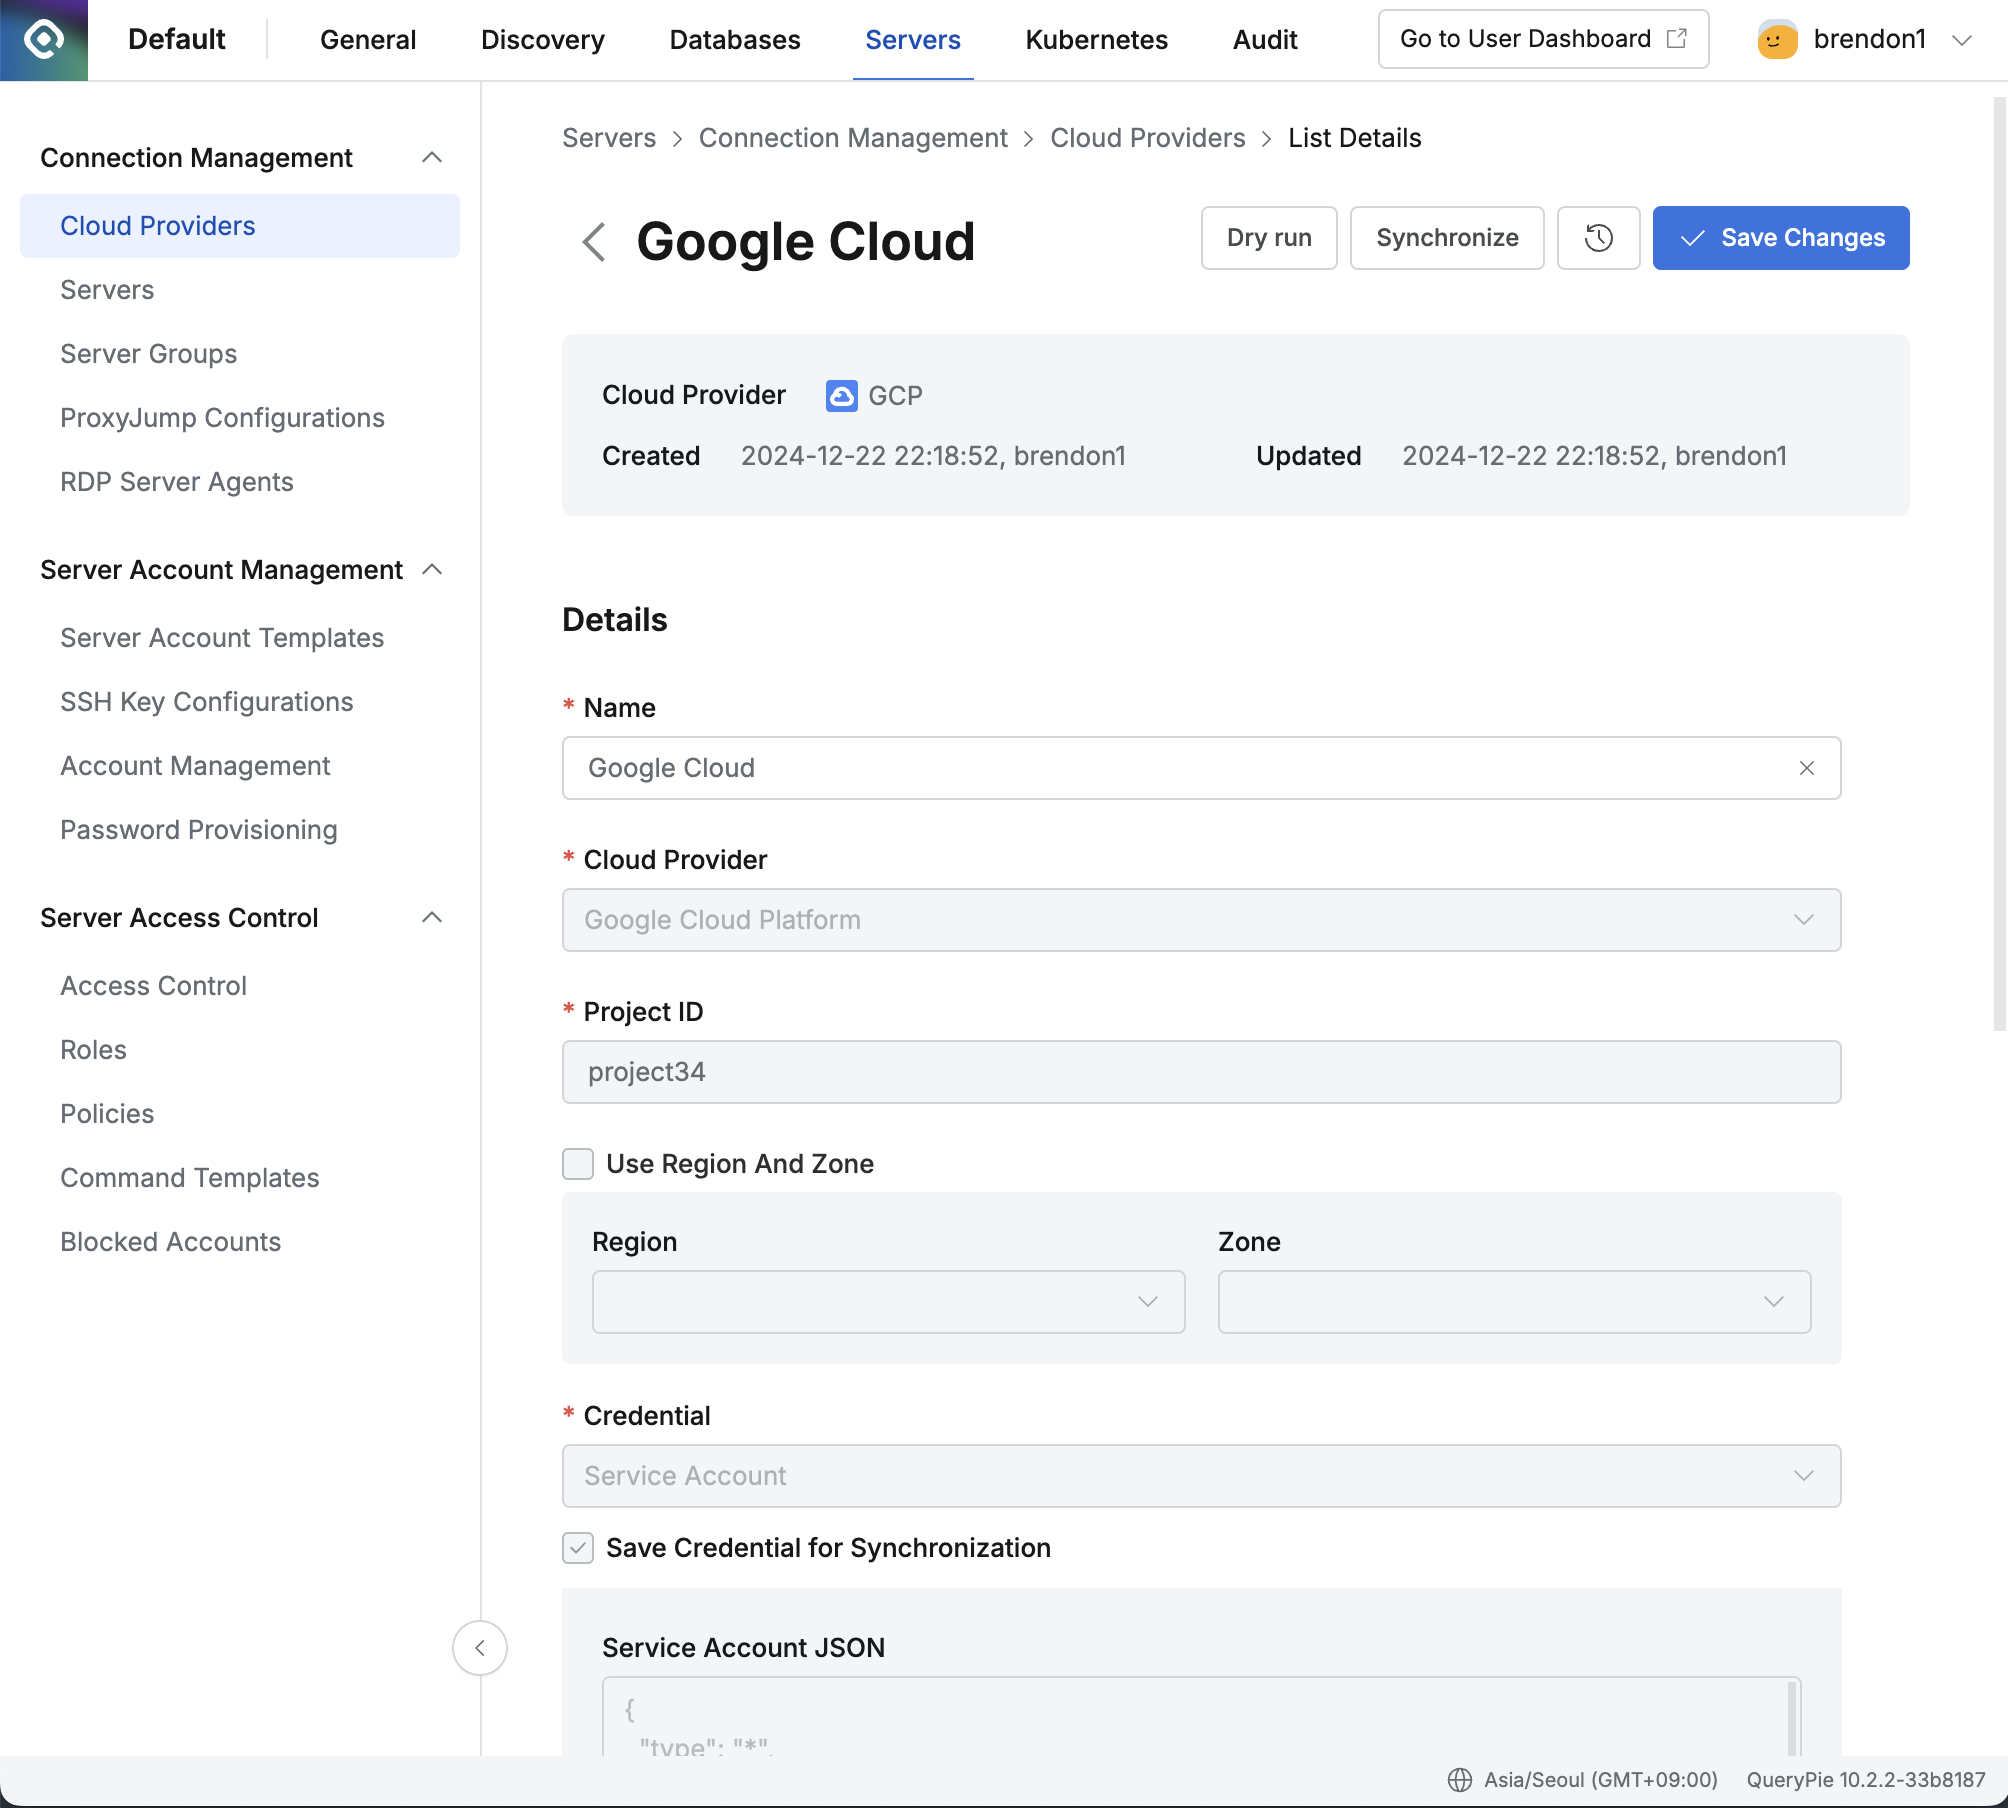 Default
General
Discovery
Databases
Servers
Kubernetes
Audit
Go to User Dashboard
brendon1
Connection Management
Cloud Providers
Servers
Server Groups
ProxyJump Configurations
RDP Server Agents
Server Account Management
Server Account Templates
SSH Key Configurations
Account Management
Password Provisioning
Server Access Control
Access Control
Roles
Policies
Command Templates
Blocked Accounts
Servers > Connection Management > Cloud Providers > List Details
Google Cloud
Dry run
Synchronize
Save Changes
Cloud Provider GCP
Created 2024-12-22 22:18:52, brendon1
Updated 2024-12-22 22:18:52, brendon1
Details
* Name
Google Cloud
* Cloud Provider
Google Cloud Platform
* Project ID
project34
Use Region And Zone
Region
Zone
* Credential
Service Account
Save Credential for Synchronization
Service Account JSON
{
"type": "*",
Asia/Seoul (GMT+09:00)
QueryPie 10.2.2-33b8187